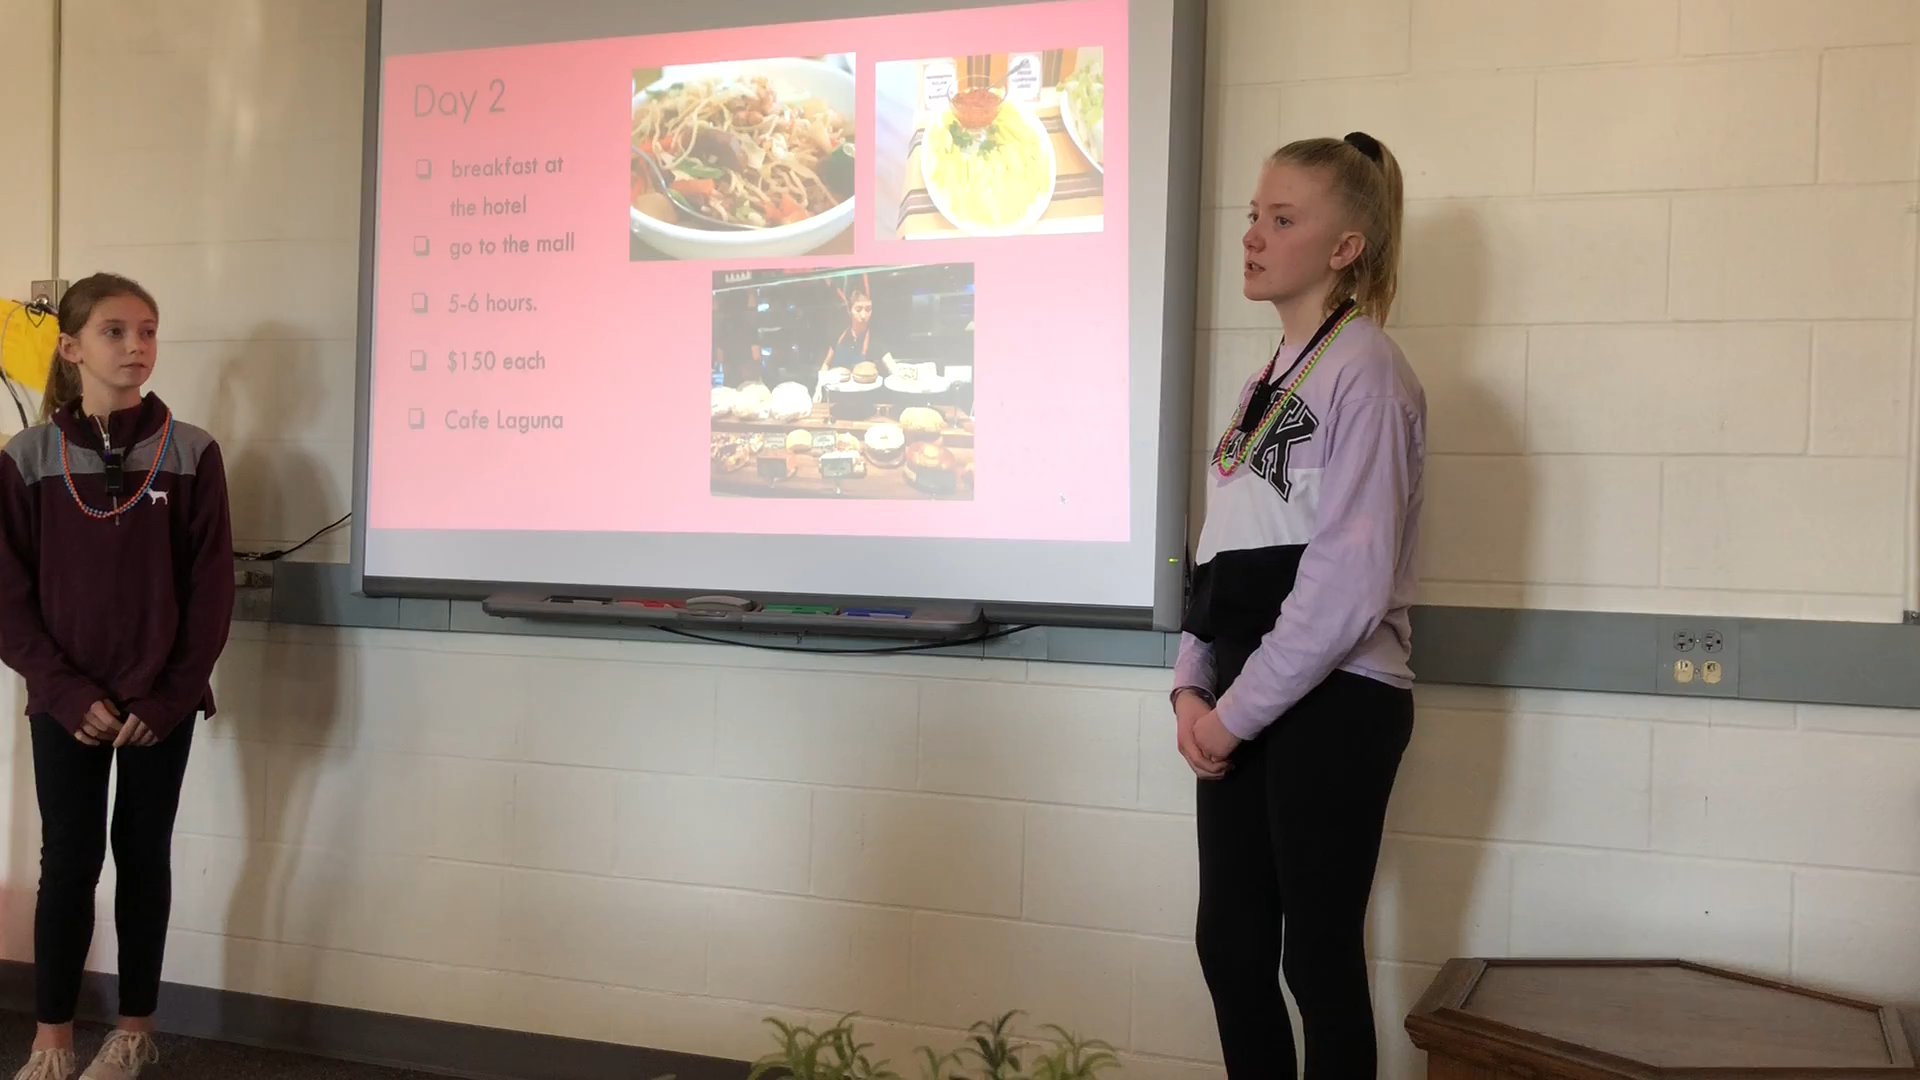 Day 2
breakfast at
the hotel
go to the mall
5-6 hours.
$150 each
Cafe Laguna